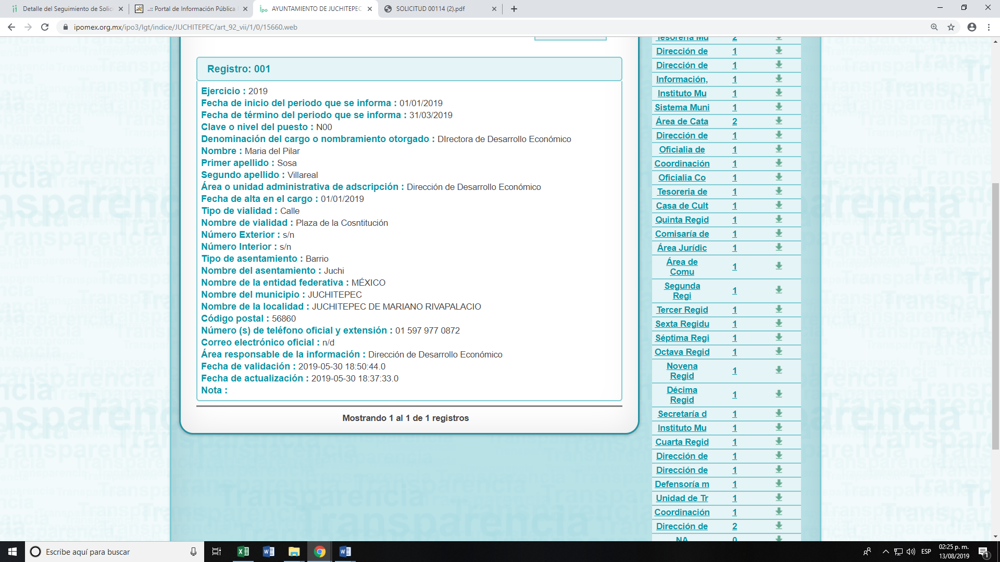 Detalle del Seguimiento de Solici
..:: Portal de Información Pública
AYUNTAMIENTO DE JUCHITEPEC
SOLICITUD 00114 (2).pdf
ipomex.org.mx/ipo3/lgt/indice/JUCHITEPEC/art_92_vii/1/0/15660.web
Registro: 001
Ejercicio : 2019
Fecha de inicio del periodo que se informa : 01/01/2019
Fecha de término del periodo que se informa : 31/03/2019
Clave o nivel del puesto : N00
Denominación del cargo o nombramiento otorgado : DIrectora de Desarrollo Económico
Nombre : Maria del Pilar
Primer apellido : Sosa
Segundo apellido : Villareal
Área o unidad administrativa de adscripción : Dirección de Desarrollo Económico
Fecha de alta en el cargo : 01/01/2019
Tipo de vialidad : Calle
Nombre de vialidad : Plaza de la Cosntitución
Número Exterior : s/n
Número Interior : s/n
Tipo de asentamiento : Barrio
Nombre del asentamiento : Juchi
Nombre de la entidad federativa : MÉXICO
Nombre del municipio : JUCHITEPEC
Nombre de la localidad : JUCHITEPEC DE MARIANO RIVAPALACIO
Código postal : 56860
Número (s) de teléfono oficial y extensión : 01 597 977 0872
Correo electrónico oficial : n/d
Área responsable de la información : Dirección de Desarrollo Económico
Fecha de validación : 2019-05-30 18:50:44.0
Fecha de actualización : 2019-05-30 18:37:33.0
Nota :
Mostrando 1 al 1 de 1 registros
Tesorería Mu 2
Dirección de 1
Dirección de 1
Información, 1
Instituto Mu 1
Sistema Muni 1
Área de Cata 2
Dirección de 1
Oficialia de 1
Coordinación 1
Oficialia Co 1
Tesoreria de 1
Casa de Cult 1
Quinta Regid 1
Comisaría de 1
Área Jurídic 1
Área de
Comu 1
Segunda
Regi 1
Tercer Regid 1
Sexta Regidu 1
Séptima Regi 1
Octava Regid 1
Novena
Regid 1
Décima
Regid 1
Secretaría d 1
Instituto Mu 1
Cuarta Regid 1
Dirección de 1
Dirección de 1
Defensoría m 1
Unidad de Tr 1
Coordinación 1
Dirección de 2
NA 0
Transparencia
Transparencia
Escribe aquí para buscar
ESP
02:25 p. m.
13/08/2019
1